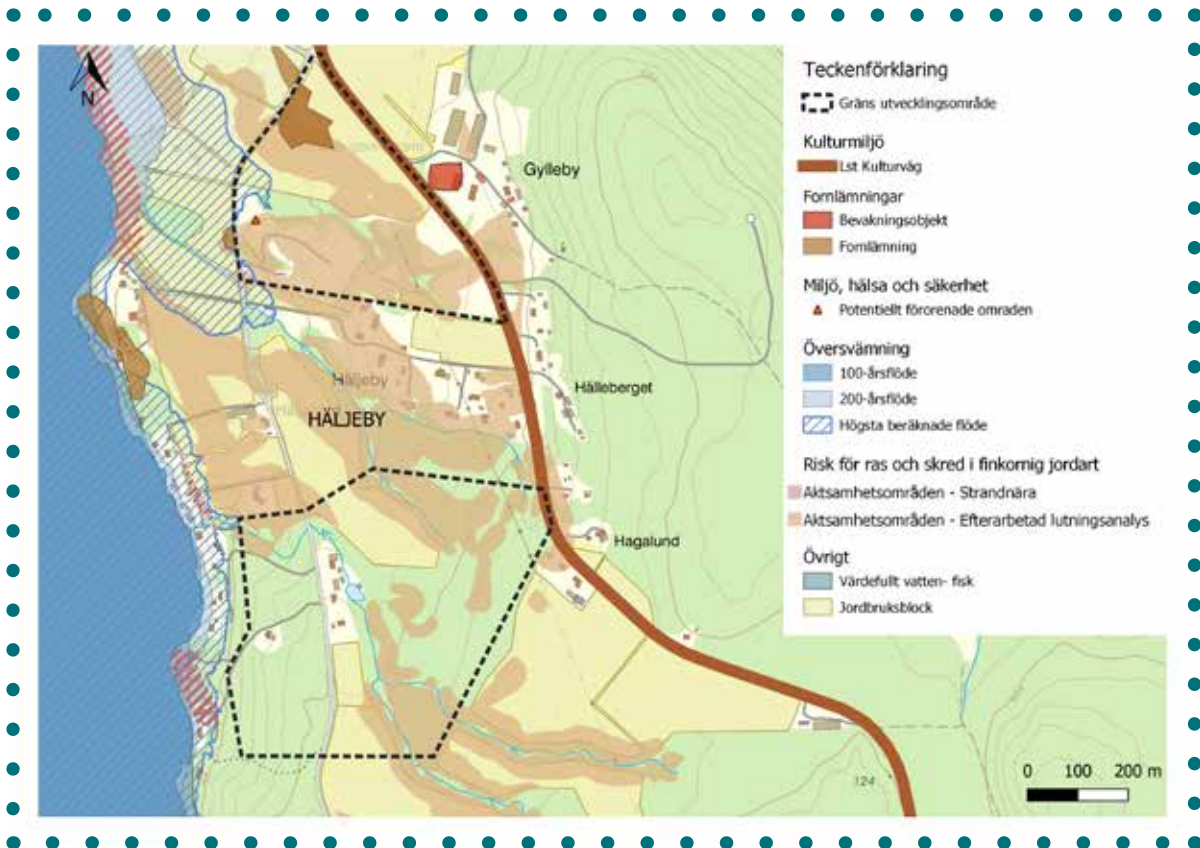 N
Gylleby
Hälleberget
Häljeby
HÄLJEBY
Hagalund
124
Teckenförklaring
Gräns utvecklingsområde
Kulturmiljö
Lst Kulturväg
Fornlämningar
Bevakningsobjekt
Fornlämning
Miljö, hälsa och säkerhet
Potentiellt förorenade områden
Översvämning
100-årsflöde
200-årsflöde
Högsta beräknade flöde
Risk för ras och skred i finkornig jordart
Aktsamhetsområden - Strandnära
Aktsamhetsområden - Efterarbetad lutningsanalys
Övrigt
Värdefullt vatten- fisk
Jordbruksblock
0 100 200 m